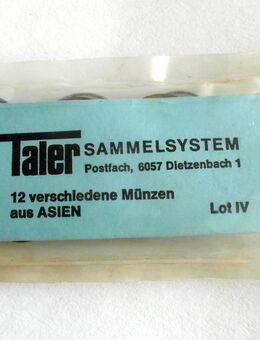 Taler SAMMELSYSTEM
Postfach, 6057 Dietzenbach 1
12 verschiedene Münzen
aus ASIEN Lot IV